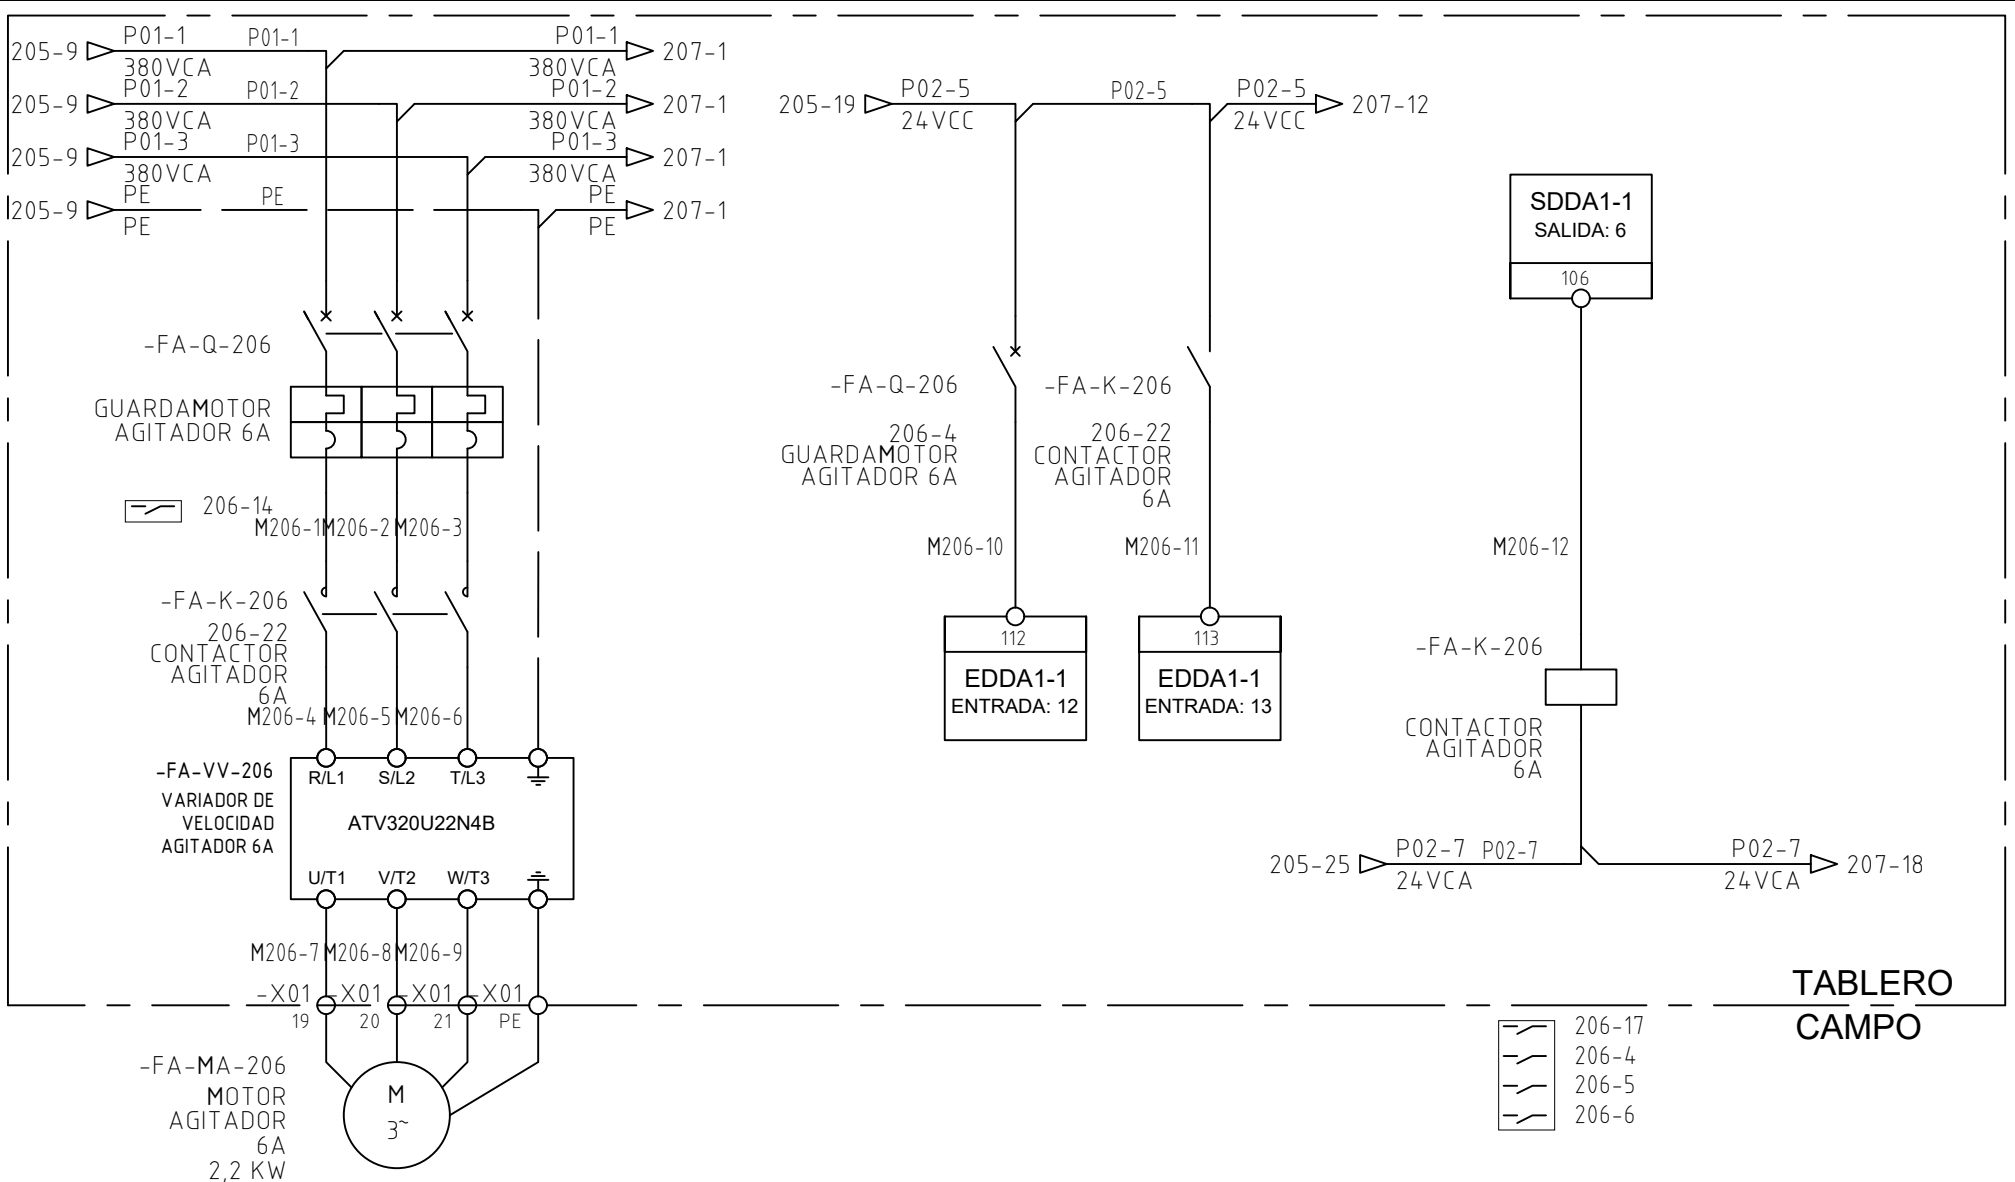 205-9 P01-1 P01-1 P01-1 207-1
380VCA 380VCA
205-9 P01-2 P01-2 P01-2 207-1
380VCA 380VCA
205-9 P01-3 P01-3 P01-3 207-1
380VCA 380VCA
205-9 PE PE PE 207-1
PE PE
-FA-Q-206
GUARDAMOTOR
AGITADOR 6A
206-14
M206-1 M206-2 M206-3
-FA-K-206
206-22
CONTACTOR
AGITADOR
6A
M206-4 M206-5 M206-6
-FA-VV-206
VARIADOR DE
VELOCIDAD
AGITADOR 6A
R/L1 S/L2 T/L3
ATV320U22N4B
U/T1 V/T2 W/T3
M206-7 M206-8 M206-9
-X01 -X01 -X01 -X01
19 20 21 PE
-FA-MA-206
MOTOR
AGITADOR
6A
2,2 KW
M
3~
205-19 P02-5 P02-5 P02-5 207-12
24VCC 24VCC
-FA-Q-206
206-4
GUARDAMOTOR
AGITADOR 6A
M206-10
112
EDDA1-1
ENTRADA: 12
-FA-K-206
206-22
CONTACTOR
AGITADOR
6A
M206-11
113
EDDA1-1
ENTRADA: 13
SDDA1-1
SALIDA: 6
106
M206-12
-FA-K-206
CONTACTOR
AGITADOR
6A
205-25 P02-7 P02-7 P02-7 207-18
24VCA 24VCA
TABLERO
CAMPO
206-17
206-4
206-5
206-6